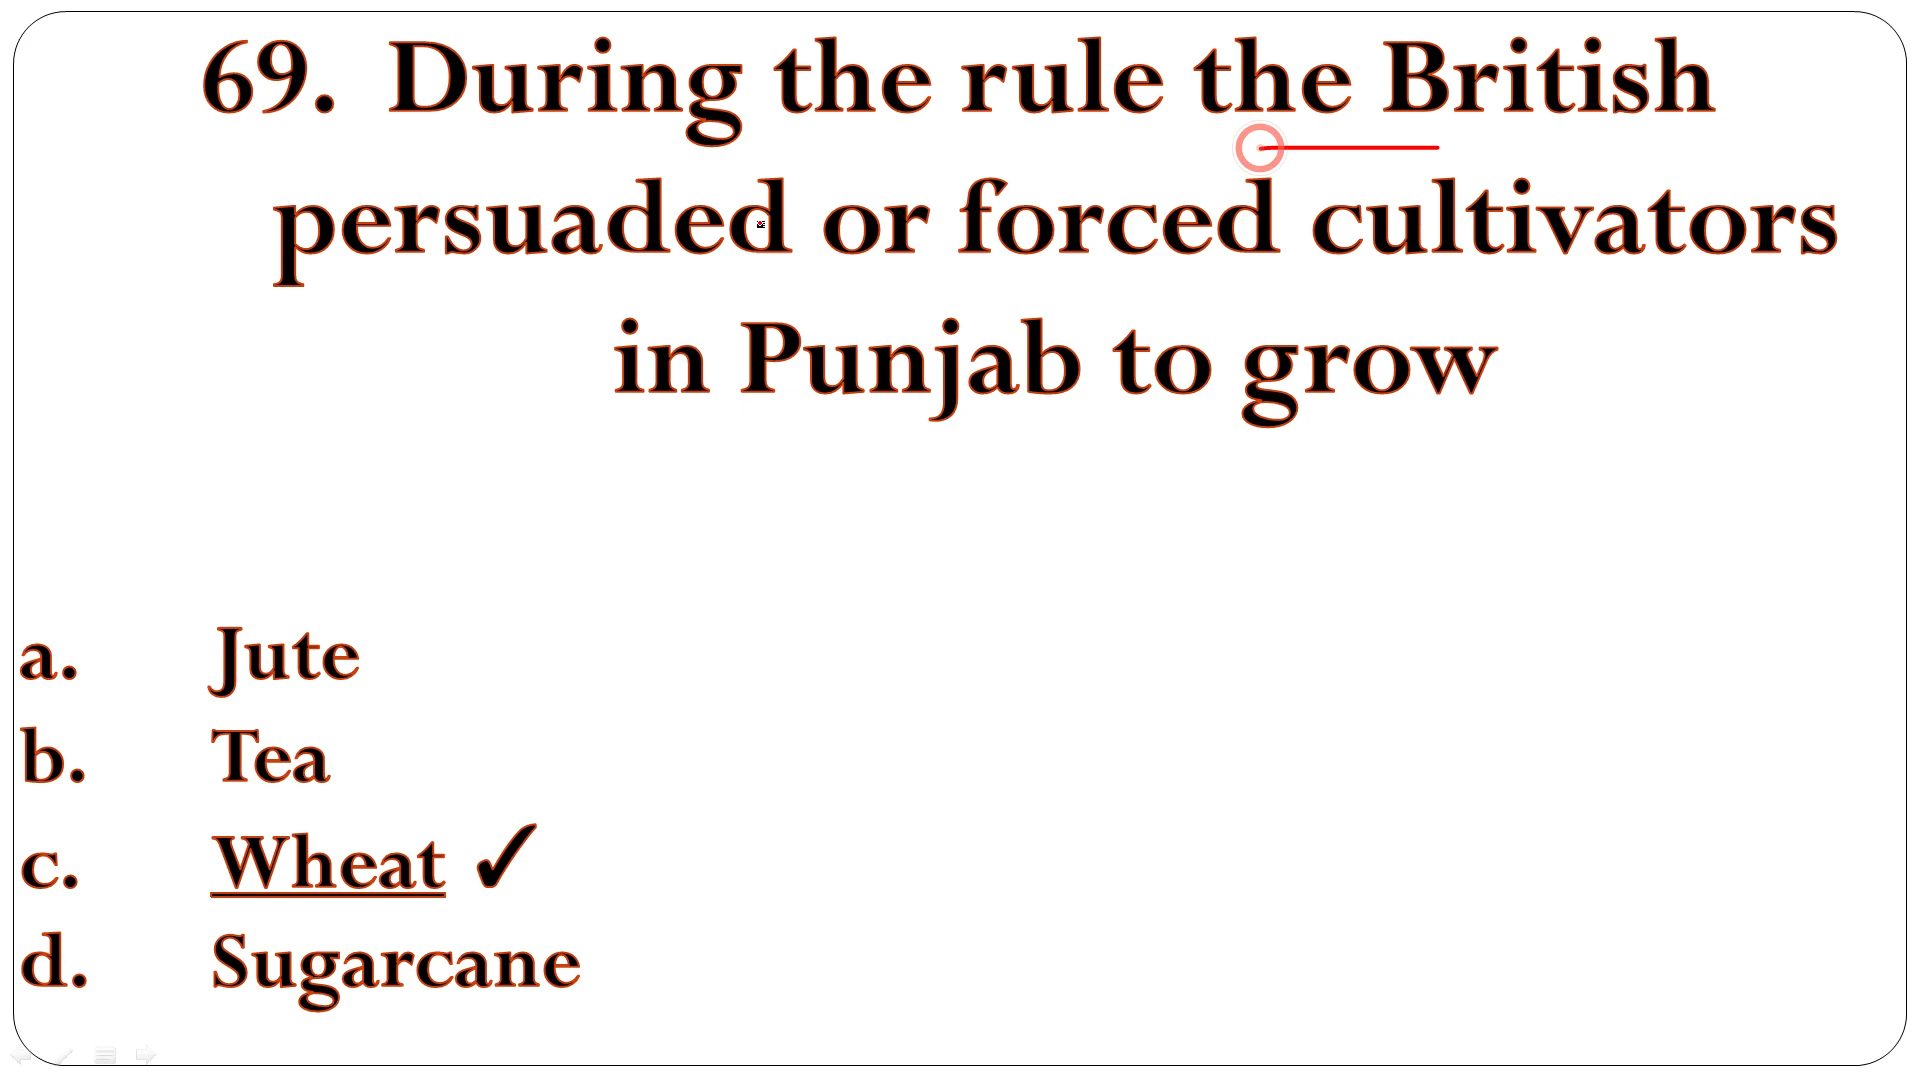 69. During the rule the British
persuaded or forced cultivators
in Punjab to grow
a. Jute
b. Tea
c. Wheat ✓
d. Sugarcane